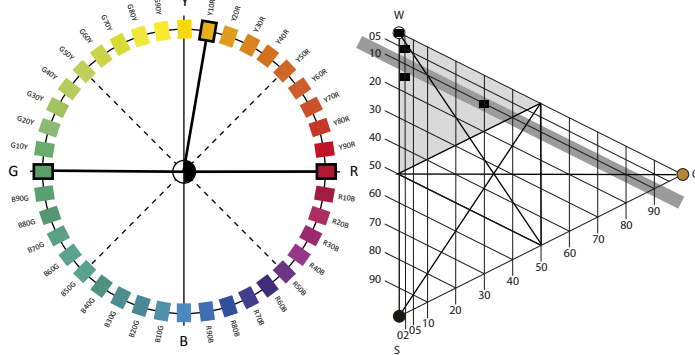 Y
Y10R
Y20R
Y30R
Y40R
Y50R
Y60R
Y70R
Y80R
Y90R
R
R10B
R20B
R30B
R40B
R50B
R60B
R70B
R80B
R90B
B
B10G
B20G
B30G
B40G
B50G
B60G
B70G
B80G
B90G
G
G10Y
G20Y
G30Y
G40Y
G50Y
G60Y
G70Y
G80Y
G90Y
W
05
10
20
30
40
50
60
70
80
90
S
02
05
10
20
30
40
50
60
70
80
90